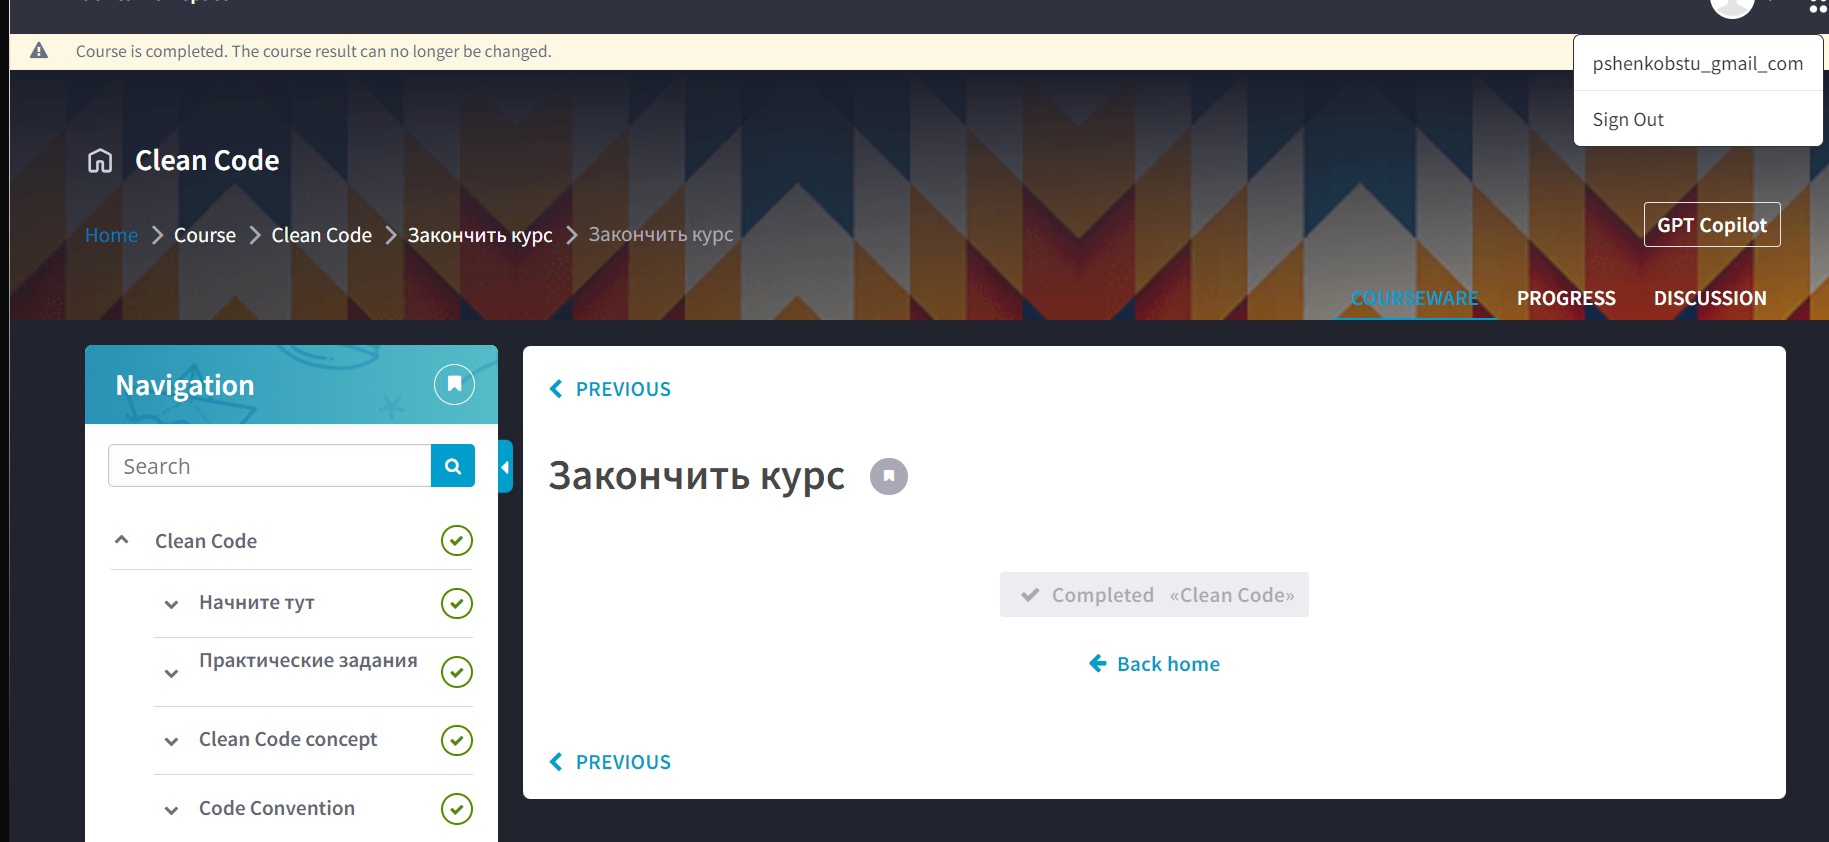 Course is completed. The course result can no longer be changed.
pshenkobstu_gmail_com
Sign Out
Clean Code
Home > Course > Clean Code > Закончить курс > Закончить курс
GPT Copilot
COURSEWARE PROGRESS DISCUSSION
Navigation
Search
Clean Code
Начните тут
Практические задания
Clean Code concept
Code Convention
PREVIOUS
Закончить курс
Completed «Clean Code»
Back home
PREVIOUS